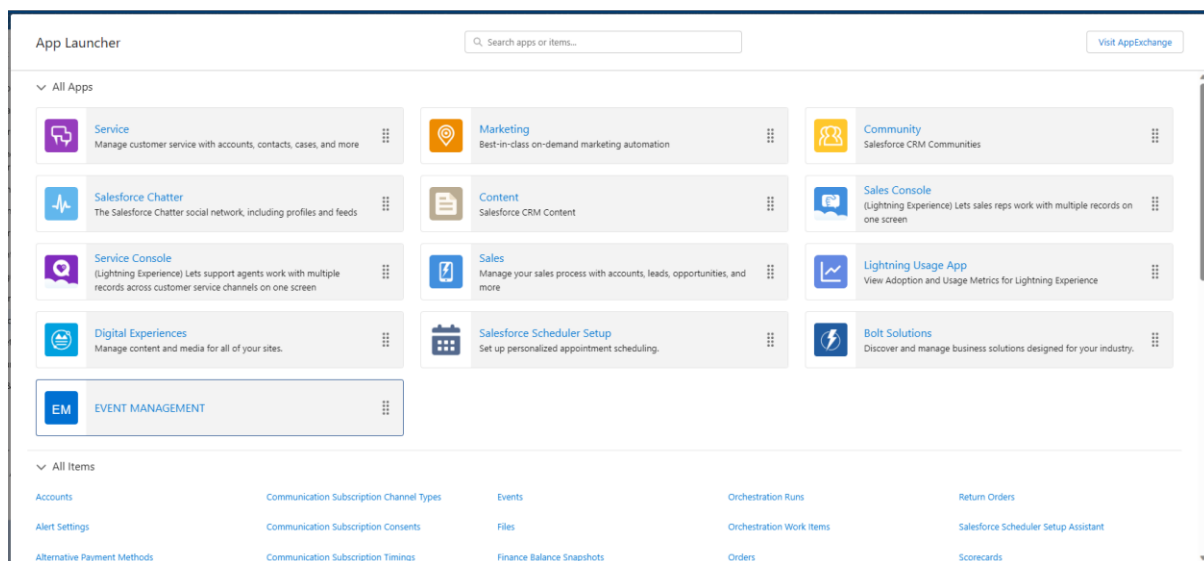 App Launcher
Search apps or items...
Visit AppExchange
All Apps
Service
Manage customer service with accounts, contacts, cases, and more
Marketing
Best-in-class on-demand marketing automation
Community
Salesforce CRM Communities
Salesforce Chatter
The Salesforce Chatter social network, including profiles and feeds
Content
Salesforce CRM Content
Sales Console
(Lightning Experience) Lets sales reps work with multiple records on
one screen
Service Console
(Lightning Experience) Lets support agents work with multiple
records across customer service channels on one screen
Sales
Manage your sales process with accounts, leads, opportunities, and
more
Lightning Usage App
View Adoption and Usage Metrics for Lightning Experience
Digital Experiences
Manage content and media for all of your sites.
Salesforce Scheduler Setup
Set up personalized appointment scheduling.
Bolt Solutions
Discover and manage business solutions designed for your industry.
EM
EVENT MANAGEMENT
All Items
Accounts
Communication Subscription Channel Types
Events
Orchestration Runs
Return Orders
Alert Settings
Communication Subscription Consents
Files
Orchestration Work Items
Salesforce Scheduler Setup Assistant
Alternative Payment Methods
Communication Subscription Timings
Finance Balance Snapshots
Orders
Scorecards